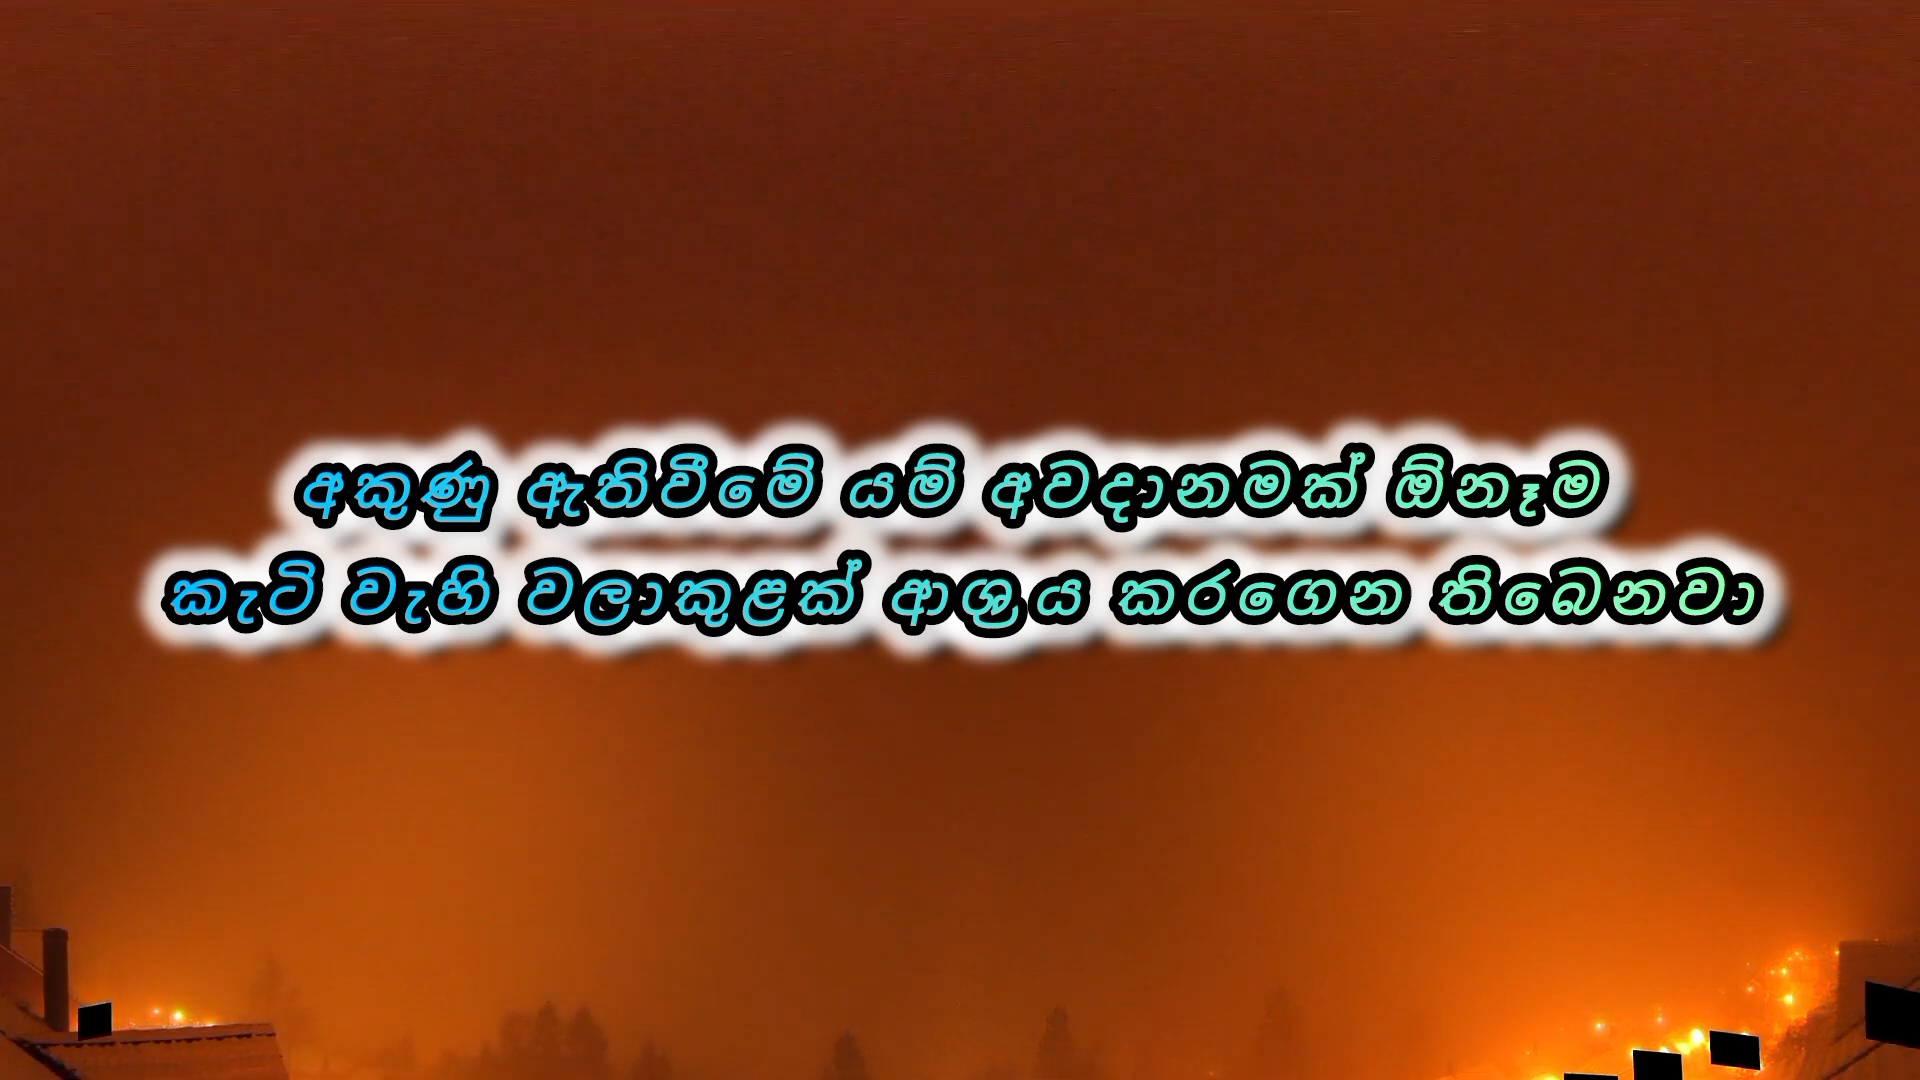 අකුණු ඇතිවීමේ යම් අවදානමක් ඕනෑම
කැටි වැහි වලාකුළක් ආශ්‍රය කරගෙන තිබෙනවා